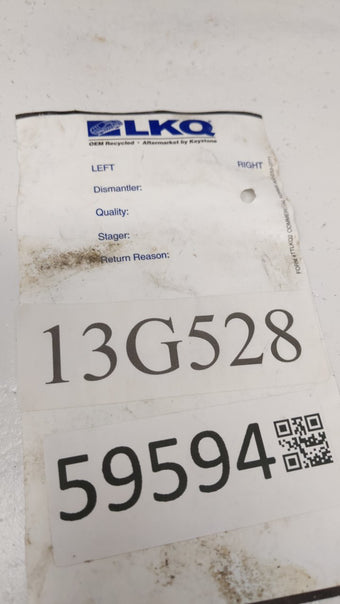 LKQ
OEM Recycled · Aftermarket by Keystone
LEFT RIGHT
Dismantler:
Quality:
Stager:
Return Reason:
13G528
59594